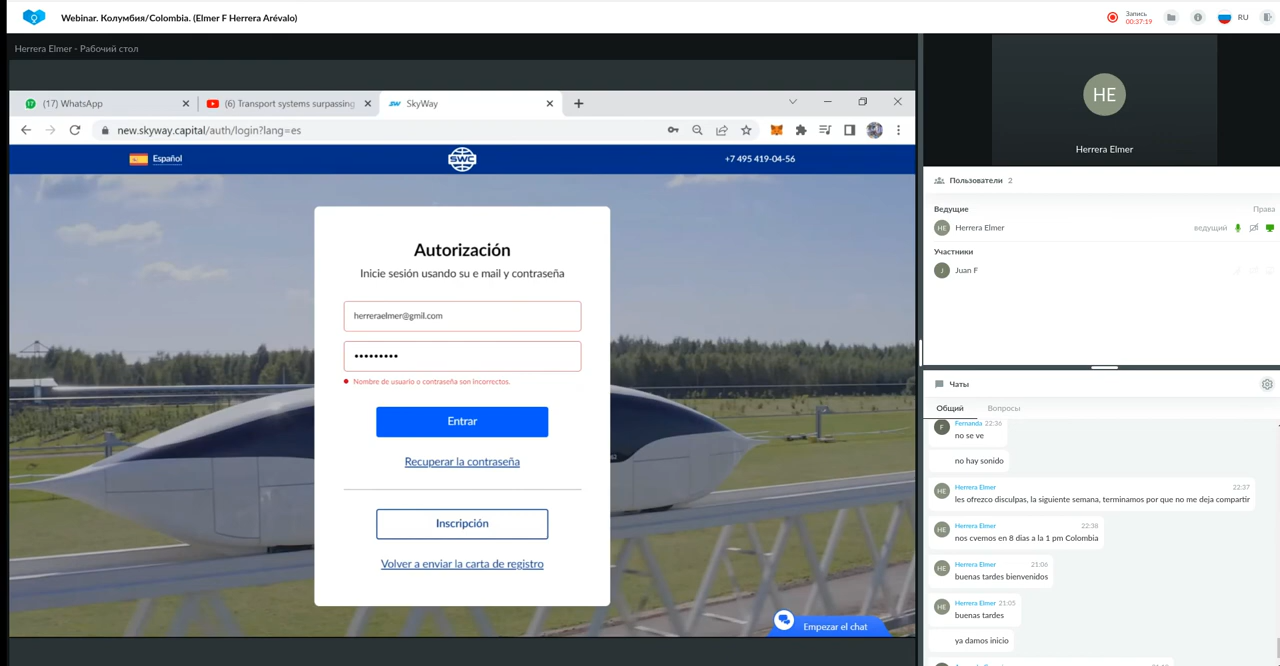 Webinar. Колумбия/Colombia. (Elmer F Herrera Arévalo)
Запись
00:37:19
RU
Herrera Elmer - Рабочий стол
(17) WhatsApp
(6) Transport systems surpassing
SkyWay
new.skyway.capital/auth/login?lang=es
Español
SWC
+7 495 419-04-56
Autorización
Inicie sesión usando su e mail y contraseña
herreraelmer@gmil.com
Nombre de usuario o contraseña son incorrectos.
Entrar
Recuperar la contraseña
Inscripción
Volver a enviar la carta de registro
Empezar el chat
HE
Herrera Elmer
Пользователи 2
Ведущие Права
HE Herrera Elmer ведущий
Участники
J Juan F
Чаты
Общий Вопросы
F Fernanda 22:36
no se ve
no hay sonido
HE Herrera Elmer 22:37
les ofrezco disculpas, la siguiente semana, terminamos por que no me deja compartir
HE Herrera Elmer 22:38
nos cvemos en 8 dias a la 1 pm Colombia
HE Herrera Elmer 21:06
buenas tardes bienvenidos
HE Herrera Elmer 21:05
buenas tardes
ya damos inicio